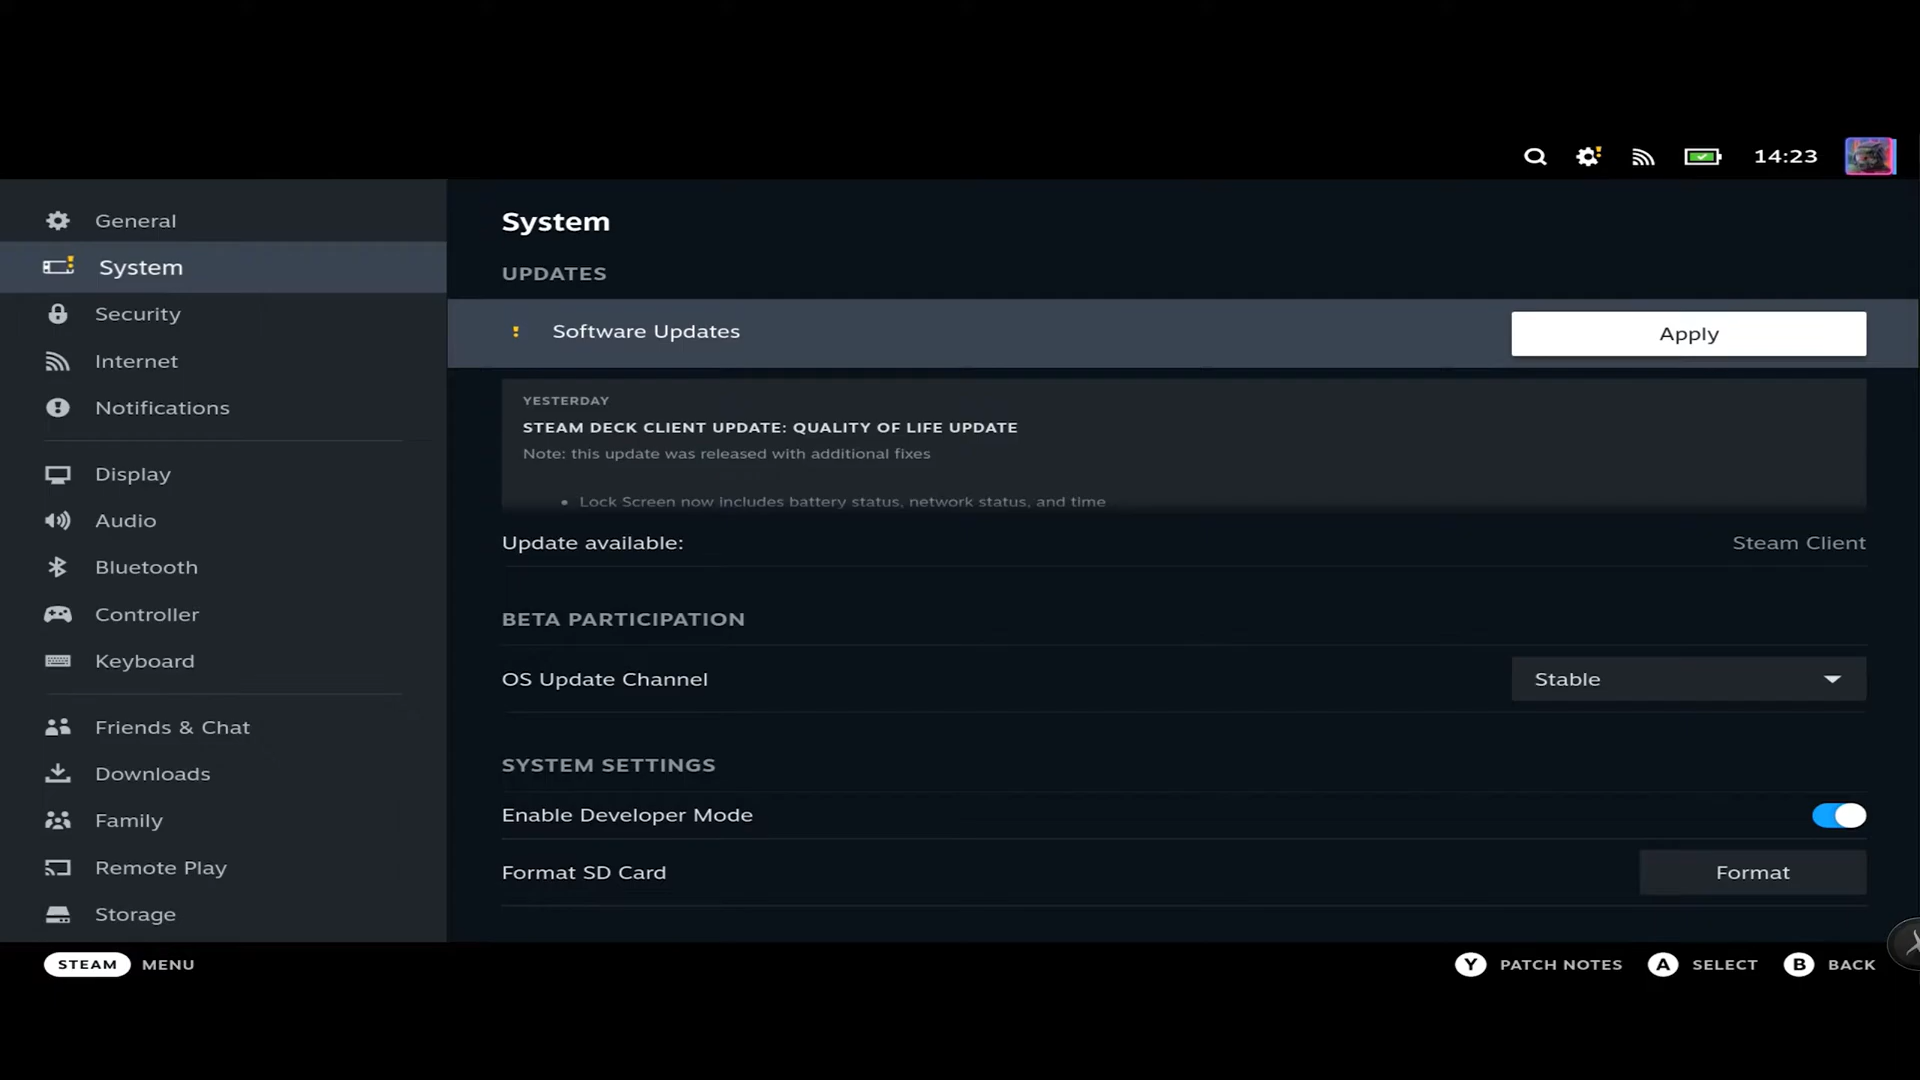 14:23
General
System
Security
Internet
Notifications
Display
Audio
Bluetooth
Controller
Keyboard
Friends & Chat
Downloads
Family
Remote Play
Storage
System
UPDATES
! Software Updates
Apply
YESTERDAY
STEAM DECK CLIENT UPDATE: QUALITY OF LIFE UPDATE
Note: this update was released with additional fixes
• Lock Screen now includes battery status, network status, and time
Update available:
Steam Client
BETA PARTICIPATION
OS Update Channel
Stable
SYSTEM SETTINGS
Enable Developer Mode
Format SD Card
Format
STEAM MENU
Y PATCH NOTES
A SELECT
B BACK